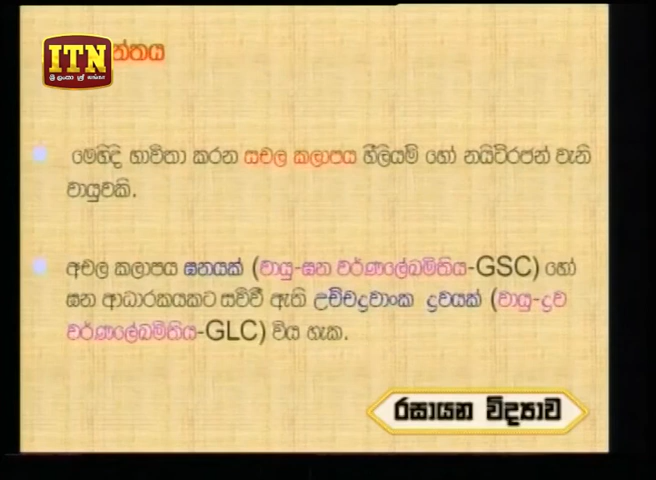 ITN
ත්තය
මෙහිදි භාවිතා කරන සචල කලාපය හීලියම් හෝ නයිට්රජන් වැනි
වායුවකි.
අචල කලාපය ඝනයක් (වායු-ඝන වර්ණලේඛමිතිය-GSC) හෝ
ඝන ආධාරකයකට සවිවී ඇති උච්චද්‍රවාංක ද්‍රවයක් (වායු-ද්‍රව
වර්ණලේඛමිතිය-GLC) විය හැක.
රසායන විද්‍යාව